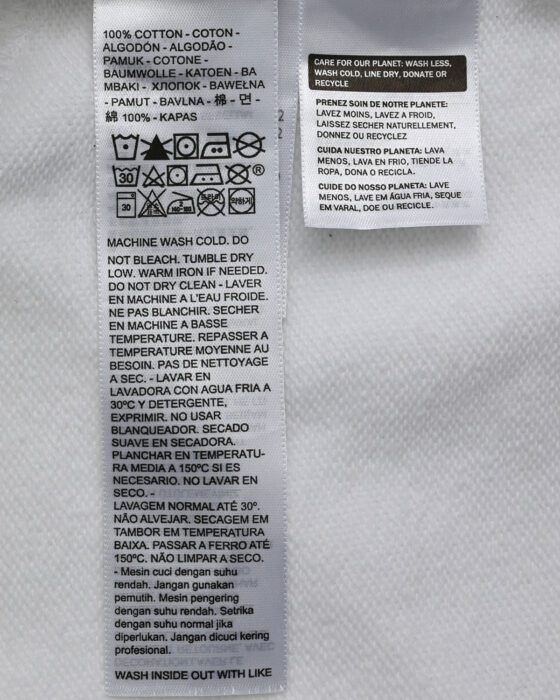 100% COTTON - COTON -
ALGODÓN - ALGODÃO -
PAMUK - COTONE -
BAUMWOLLE - KATOEN - BA
MBAKI - ХЛОПОК - BAWEŁNA
- PAMUT - BAVLNA - 棉 - 면 -
綿 100% - KAPAS
30
®
30
드라이
약하게
MACHINE WASH COLD. DO
NOT BLEACH. TUMBLE DRY
LOW. WARM IRON IF NEEDED.
DO NOT DRY CLEAN - LAVER
EN MACHINE A L'EAU FROIDE.
NE PAS BLANCHIR. SECHER
EN MACHINE A BASSE
TEMPERATURE. REPASSER A
TEMPERATURE MOYENNE AU
BESOIN. PAS DE NETTOYAGE
A SEC. - LAVAR EN
LAVADORA CON AGUA FRIA A
30ºC Y DETERGENTE,
EXPRIMIR. NO USAR
BLANQUEADOR. SECADO
SUAVE EN SECADORA.
PLANCHAR EN TEMPERATU-
RA MEDIA A 150ºC SI ES
NECESARIO. NO LAVAR EN
SECO. -
LAVAGEM NORMAL ATÉ 30º.
NÃO ALVEJAR. SECAGEM EM
TAMBOR EM TEMPERATURA
BAIXA. PASSAR A FERRO ATÉ
150ºC. NÃO LIMPAR A SECO.
- Mesin cuci dengan suhu
rendah. Jangan gunakan
pemutih. Mesin pengering
dengan suhu rendah. Setrika
dengan suhu normal jika
diperlukan. Jangan dicuci kering
profesional.
WASH INSIDE OUT WITH LIKE
CARE FOR OUR PLANET: WASH LESS,
WASH COLD, LINE DRY, DONATE OR
RECYCLE
PRENEZ SOIN DE NOTRE PLANETE:
LAVEZ MOINS, LAVEZ A FROID,
LAISSEZ SECHER NATURELLEMENT,
DONNEZ OU RECYCLEZ
CUIDA NUESTRO PLANETA: LAVA
MENOS, LAVA EN FRIO, TIENDE LA
ROPA, DONA O RECICLA.
CUIDE DO NOSSO PLANETA: LAVE
MENOS, LAVE EM ÁGUA FRIA, SEQUE
EM VARAL, DOE OU RECICLE.